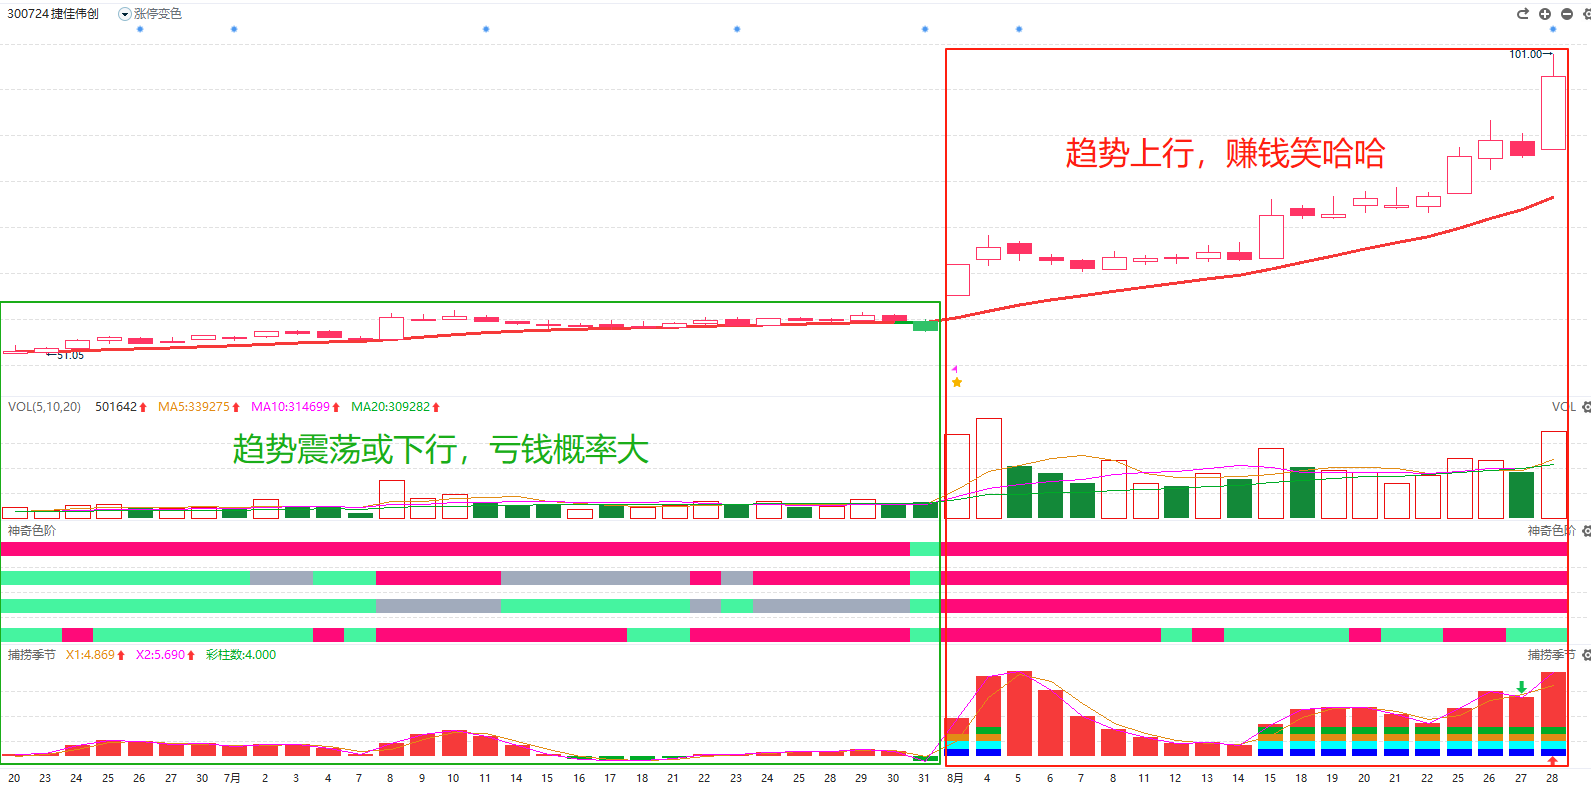 300724 捷佳伟创 涨停变色
101.00
趋势上行，赚钱笑哈哈
51.05
VOL(5,10,20) 501642 MA5:339275 MA10:314699 MA20:309282 VOL
趋势震荡或下行，亏钱概率大
神奇色阶 神奇色阶
捕捞季节 X1:4.869 X2:5.690 彩柱数:4.000 捕捞季节
20 23 24 25 26 27 30 7月 2 3 4 7 8 9 10 11 14 15 16 17 18 21 22 23 24 25 28 29 30 31 8月 4 5 6 7 8 11 12 13 14 15 18 19 20 21 22 25 26 27 28